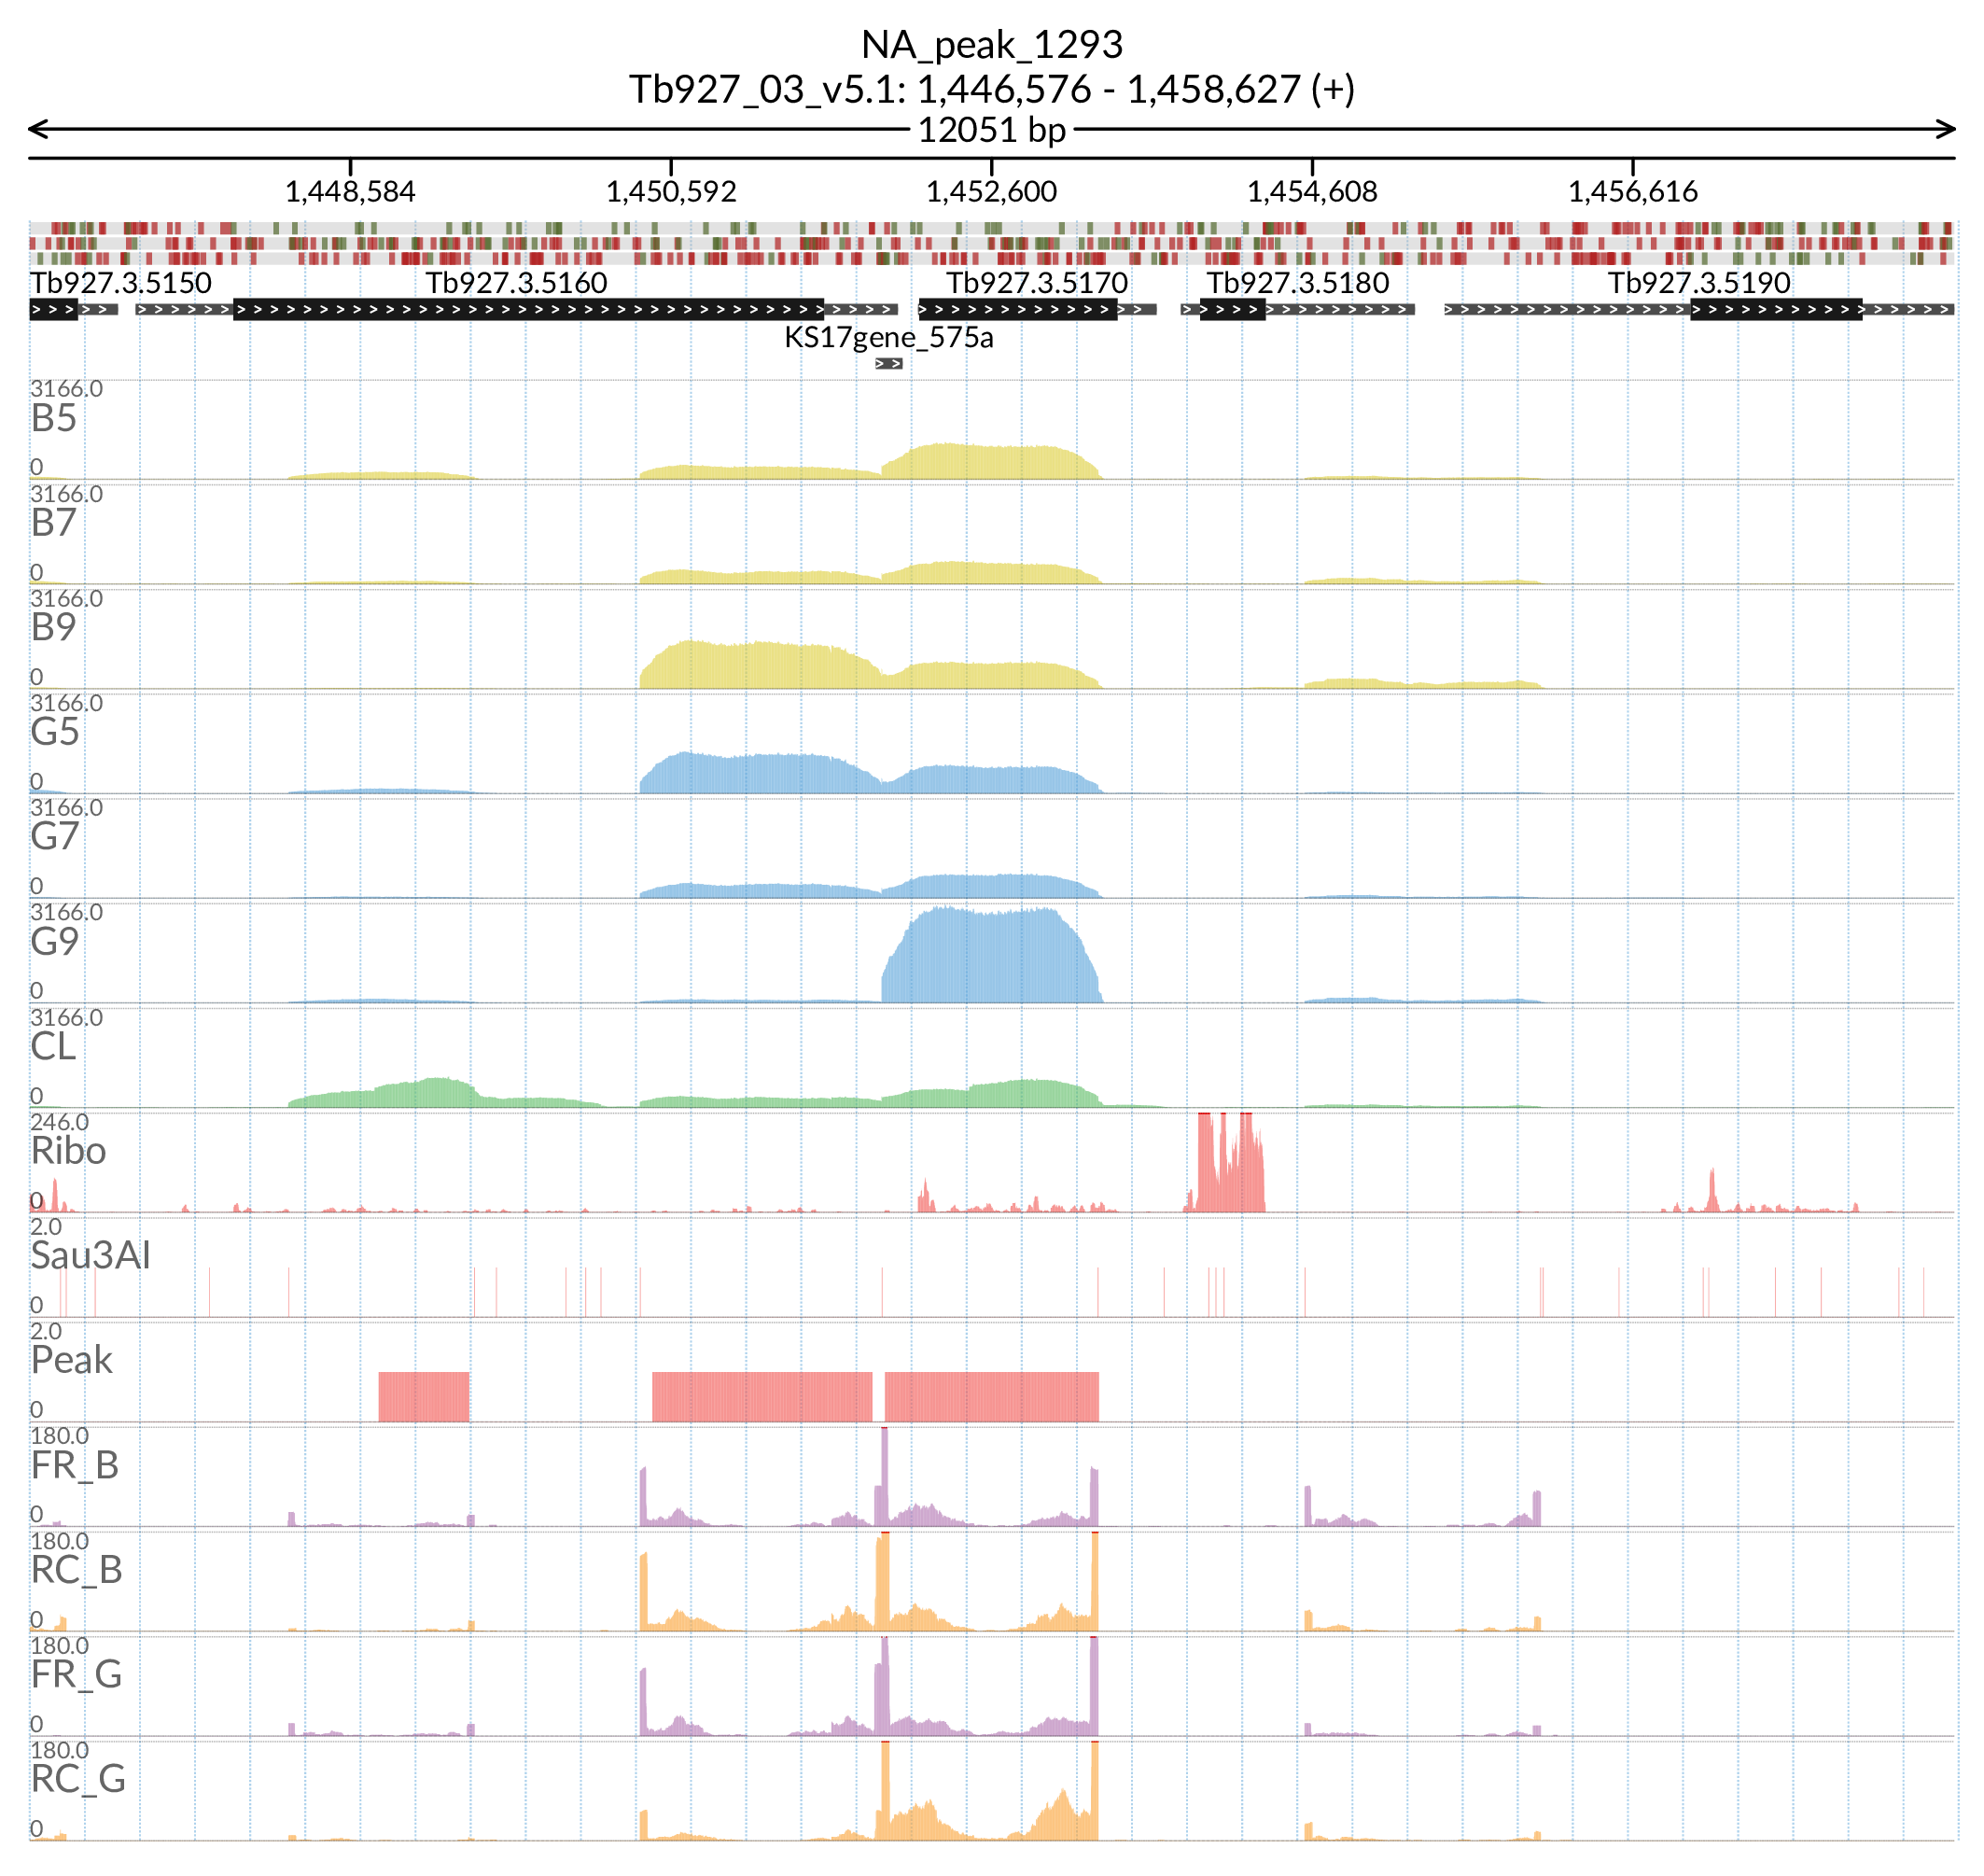 NA_peak_1293
Tb927_03_v5.1: 1,446,576 - 1,458,627 (+)
12051 bp
1,448,584 1,450,592 1,452,600 1,454,608 1,456,616
Tb927.3.5150 Tb927.3.5160 Tb927.3.5170 Tb927.3.5180 Tb927.3.5190
KS17gene_575a
3166.0
B5
0
3166.0
B7
0
3166.0
B9
0
3166.0
G5
0
3166.0
G7
0
3166.0
G9
0
3166.0
CL
0
246.0
Ribo
0
2.0
Sau3AI
0
2.0
Peak
0
180.0
FR_B
0
180.0
RC_B
0
180.0
FR_G
0
180.0
RC_G
0